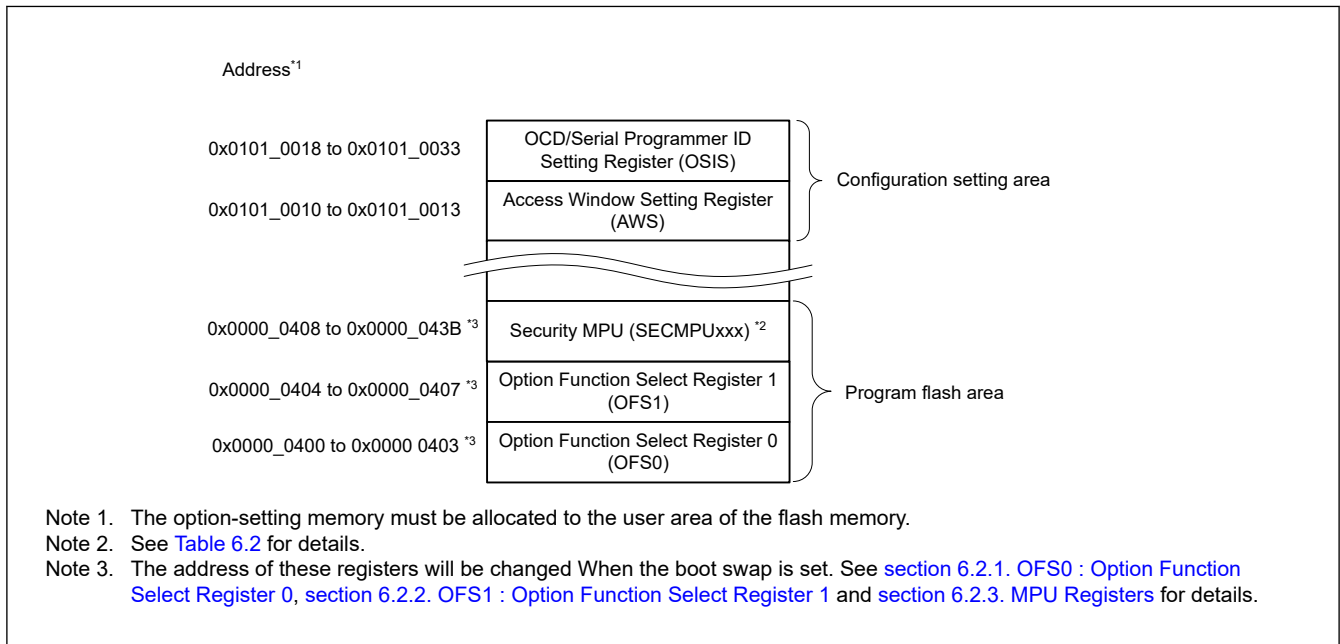 Address*1
0x0101_0018 to 0x0101_0033
OCD/Serial Programmer ID
Setting Register (OSIS)
Configuration setting area
0x0101_0010 to 0x0101_0013
Access Window Setting Register
(AWS)
0x0000_0408 to 0x0000_043B *3
Security MPU (SECMPUxxx) *2
0x0000_0404 to 0x0000_0407 *3
Option Function Select Register 1
(OFS1)
Program flash area
0x0000_0400 to 0x0000 0403 *3
Option Function Select Register 0
(OFS0)
Note 1. The option-setting memory must be allocated to the user area of the flash memory.
Note 2. See Table 6.2 for details.
Note 3. The address of these registers will be changed When the boot swap is set. See section 6.2.1. OFS0 : Option Function
Select Register 0, section 6.2.2. OFS1 : Option Function Select Register 1 and section 6.2.3. MPU Registers for details.